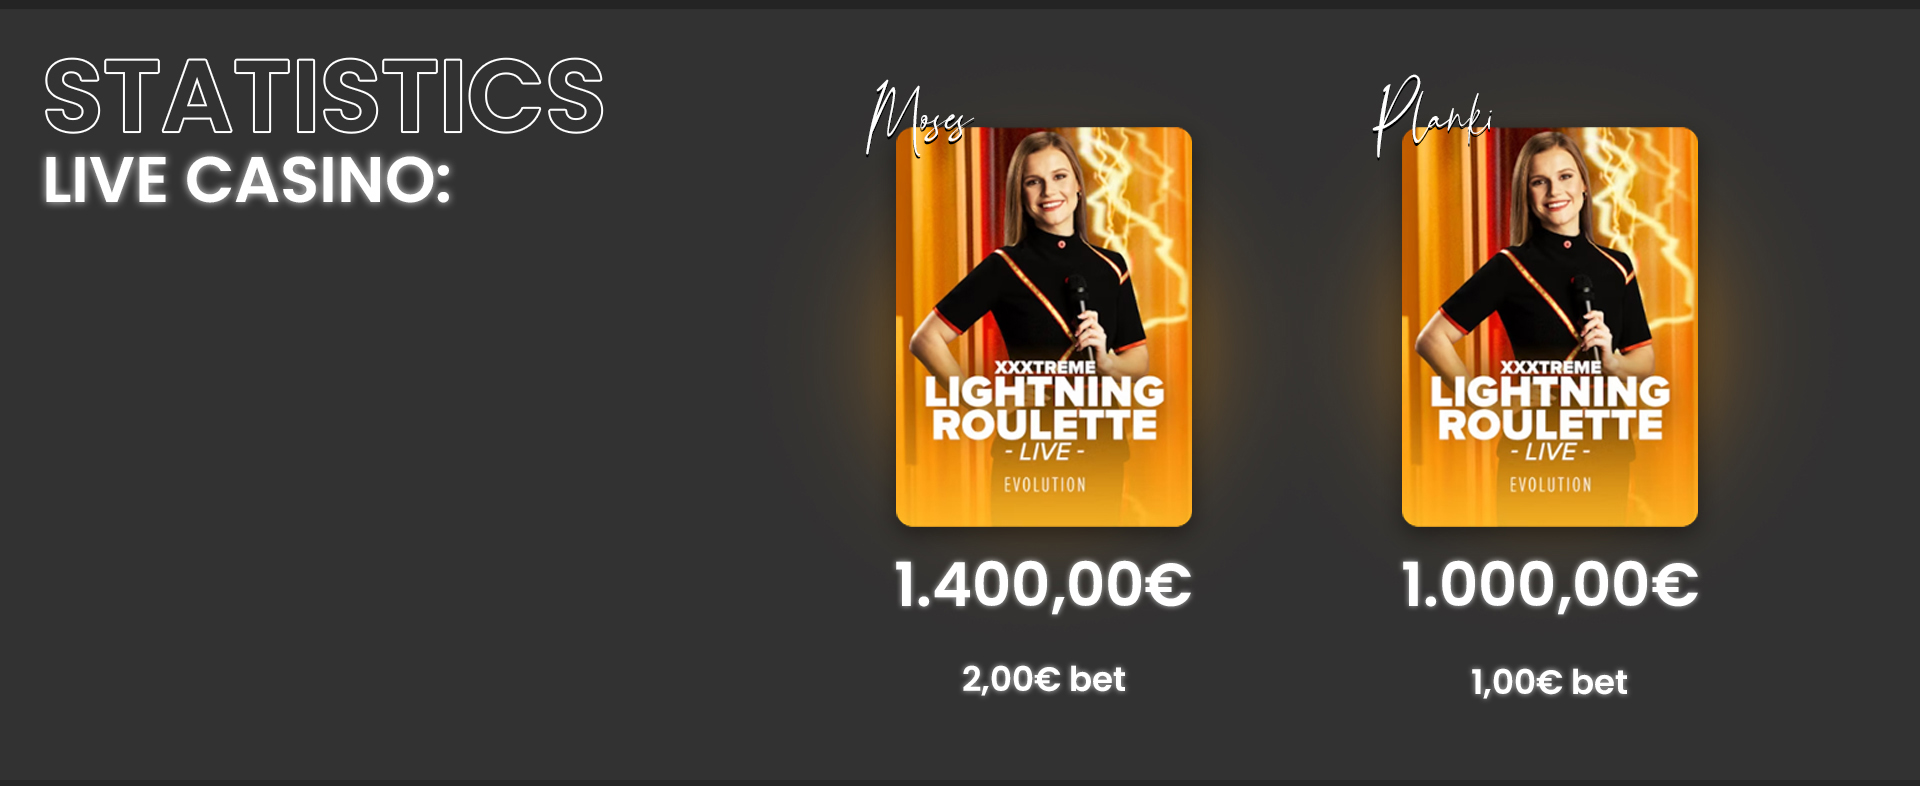 STATISTICS
LIVE CASINO:
Moses
XXXTREME
LIGHTNING
ROULETTE
- LIVE -
EVOLUTION
1.400,00€
2,00€ bet
Planki
XXXTREME
LIGHTNING
ROULETTE
- LIVE -
EVOLUTION
1.000,00€
1,00€ bet